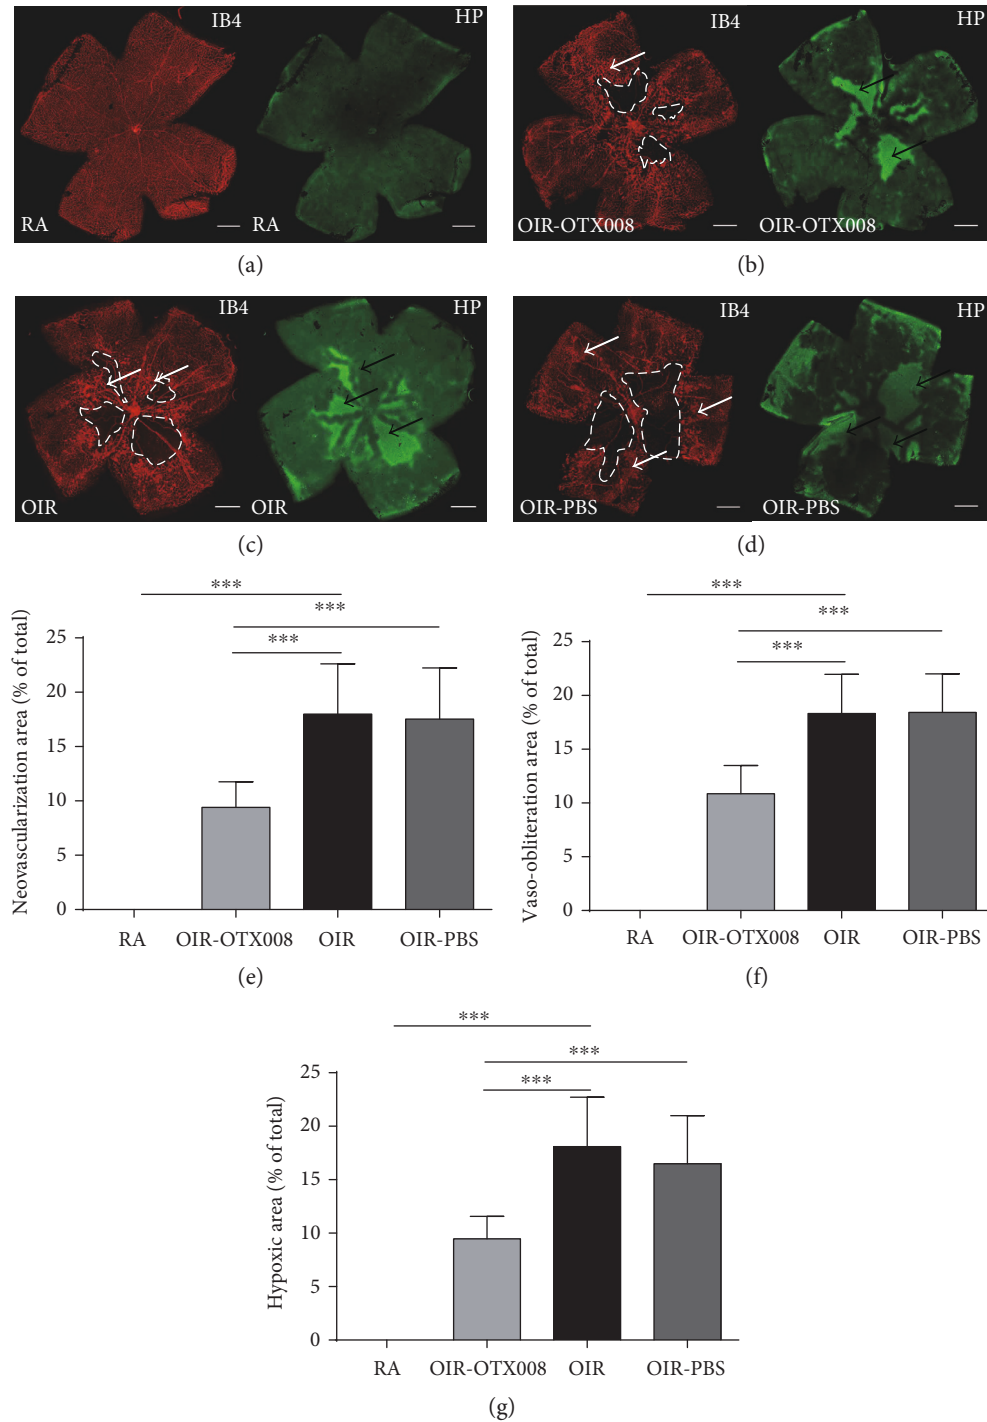 IB4
HP
RA
RA
(a)
IB4
HP
OIR-OTX008
OIR-OTX008
(b)
IB4
HP
OIR
OIR
(c)
IB4
HP
OIR-PBS
OIR-PBS
(d)
***
***
***
Neovascularization area (% of total)
25
20
15
10
5
0
RA OIR-OTX008 OIR OIR-PBS
(e)
***
***
***
Vaso-obliteration area (% of total)
25
20
15
10
5
0
RA OIR-OTX008 OIR OIR-PBS
(f)
***
***
***
Hypoxic area (% of total)
25
20
15
10
5
0
RA OIR-OTX008 OIR OIR-PBS
(g)